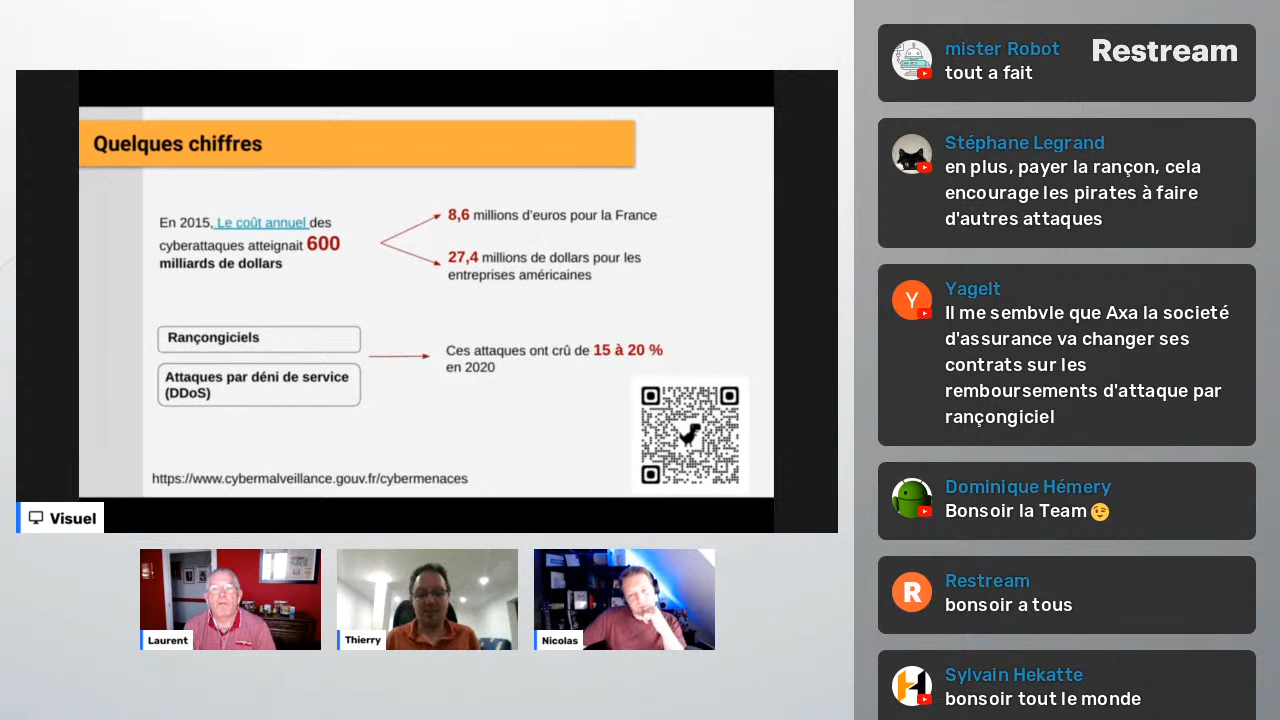 Quelques chiffres
En 2015, Le coût annuel des
cyberattaques atteignait 600
milliards de dollars
8,6 millions d'euros pour la France
27,4 millions de dollars pour les
entreprises américaines
Rançongiciels
Attaques par déni de service
(DDoS)
Ces attaques ont crû de 15 à 20 %
en 2020
https://www.cybermalveillance.gouv.fr/cybermenaces
Visuel
Laurent
Thierry
Nicolas
Restream
mister Robot
tout a fait
Stéphane Legrand
en plus, payer la rançon, cela
encourage les pirates à faire
d'autres attaques
Y
YageIt
Il me sembvle que Axa la societé
d'assurance va changer ses
contrats sur les
remboursements d'attaque par
rançongiciel
Dominique Hémery
Bonsoir la Team 😉
R
Restream
bonsoir a tous
Sylvain Hekatte
bonsoir tout le monde